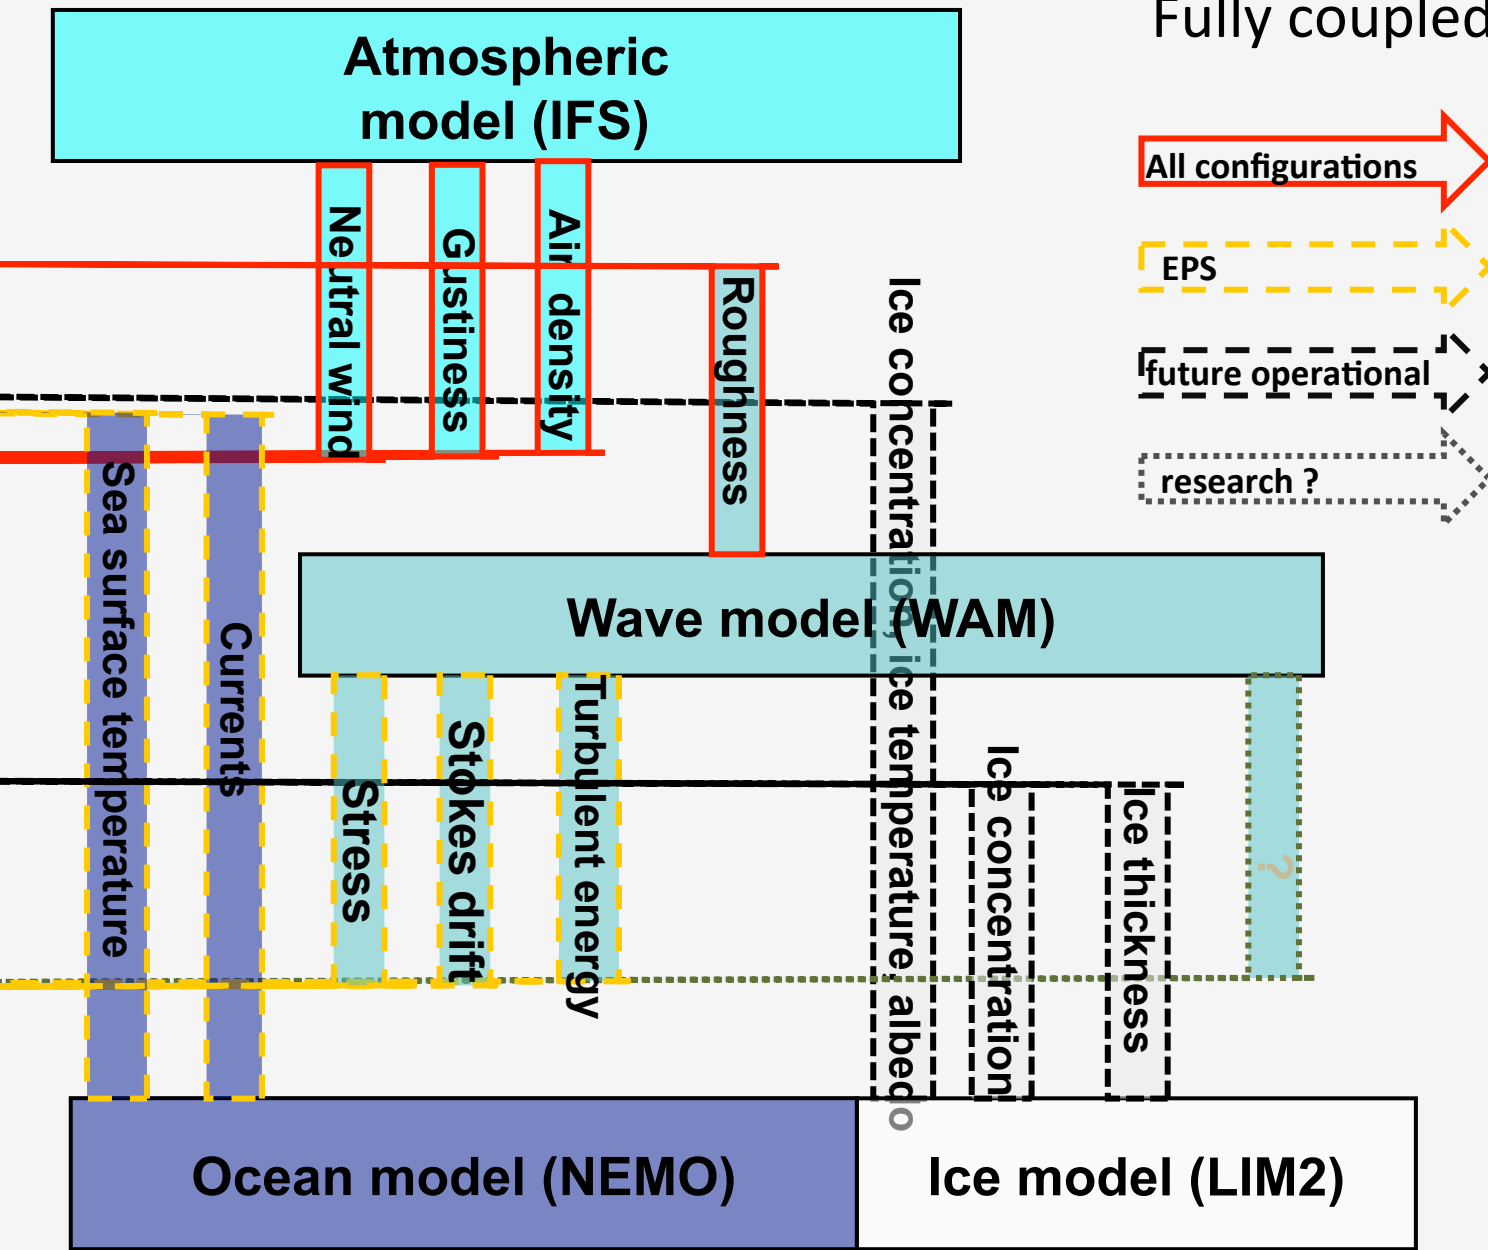 Fully coupled
Atmospheric
model (IFS)
All configurations
EPS
future operational
research ?
Neutral wind
Gustiness
Air density
Roughness
Ice concentration, ice temperature, albedo
Sea surface temperature
Currents
Wave model (WAM)
Stress
Stokes drift
Turbulent energy
Ice concentration
Ice thickness
?
Ocean model (NEMO)
Ice model (LIM2)